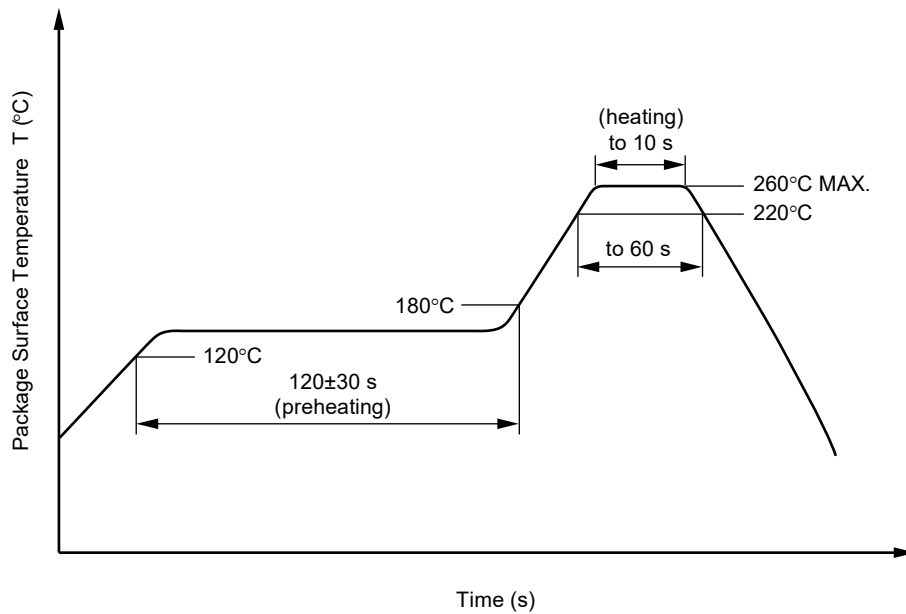 Package Surface Temperature T (°C)
(heating)
to 10 s
260°C MAX.
220°C
to 60 s
180°C
120°C
120±30 s
(preheating)
Time (s)